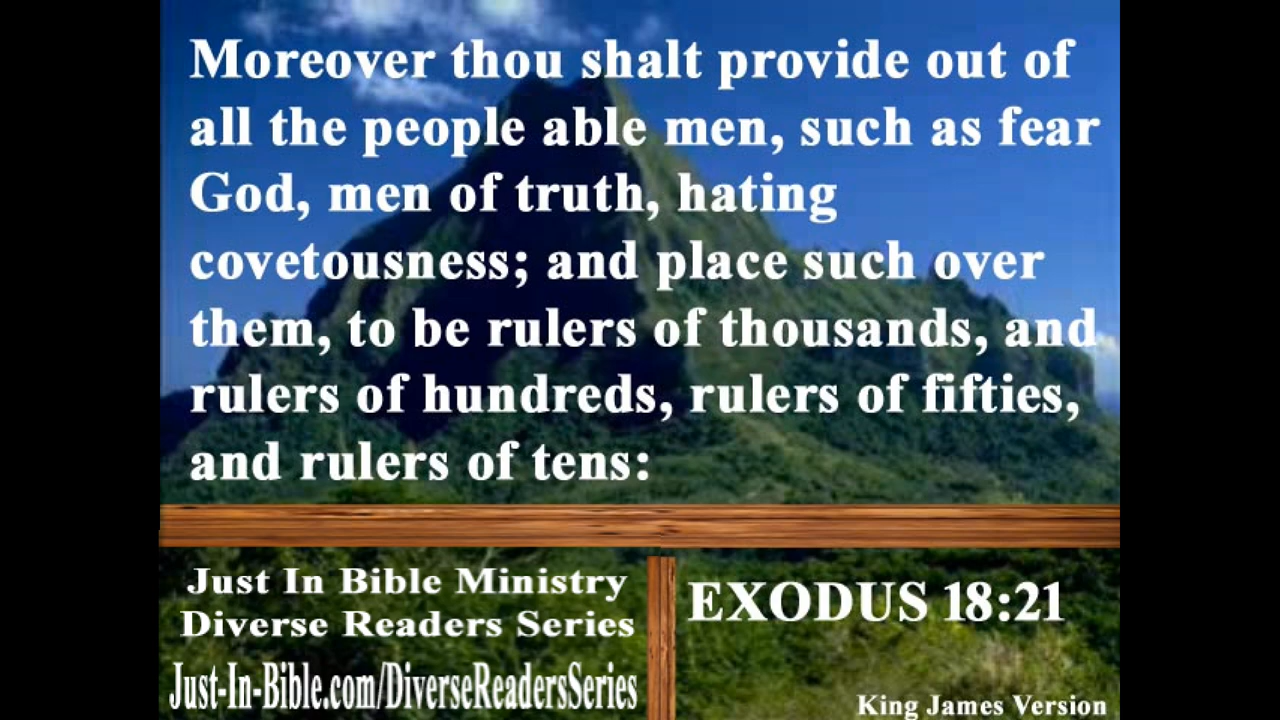 Moreover thou shalt provide out of
all the people able men, such as fear
God, men of truth, hating
covetousness; and place such over
them, to be rulers of thousands, and
rulers of hundreds, rulers of fifties,
and rulers of tens:
Just In Bible Ministry
Diverse Readers Series
Just-In-Bible.com/DiverseReadersSeries
EXODUS 18:21
King James Version